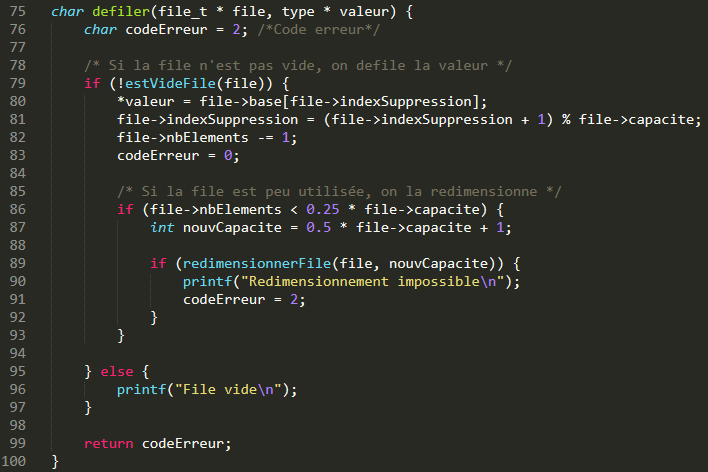 75 char defiler(file_t * file, type * valeur) {
76     char codeErreur = 2; /*Code erreur*/
77
78     /* Si la file n'est pas vide, on defile la valeur */
79     if (!estVideFile(file)) {
80         *valeur = file->base[file->indexSuppression];
81         file->indexSuppression = (file->indexSuppression + 1) % file->capacite;
82         file->nbElements -= 1;
83         codeErreur = 0;
84
85         /* Si la file est peu utilisée, on la redimensionne */
86         if (file->nbElements < 0.25 * file->capacite) {
87             int nouvCapacite = 0.5 * file->capacite + 1;
88
89             if (redimensionnerFile(file, nouvCapacite)) {
90                 printf("Redimensionnement impossible\n");
91                 codeErreur = 2;
92             }
93         }
94
95     } else {
96         printf("File vide\n");
97     }
98
99     return codeErreur;
100 }